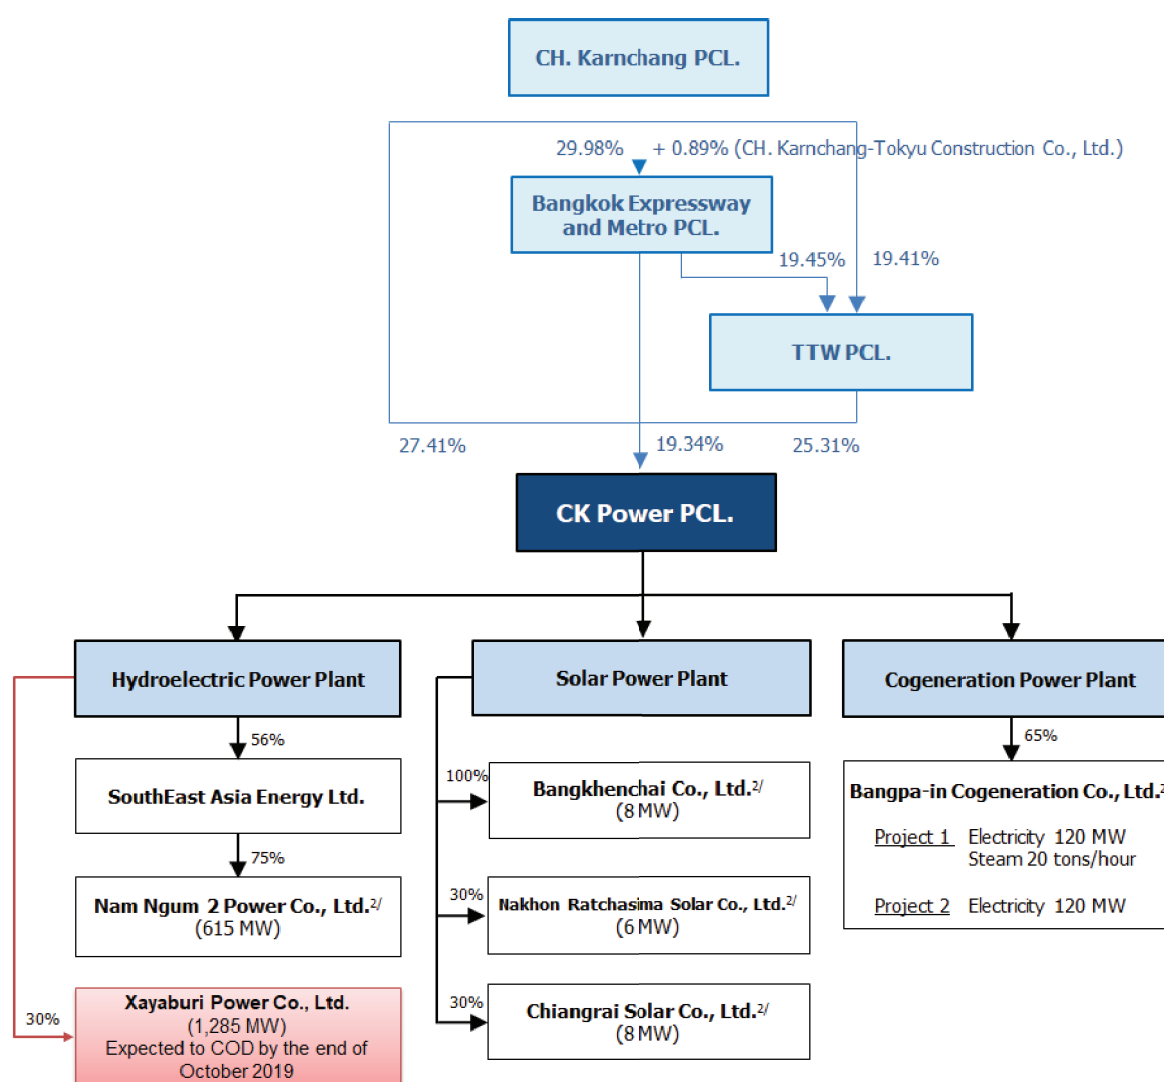 CH. Karnchang PCL.
29.98% + 0.89% (CH. Karnchang-Tokyu Construction Co., Ltd.)
Bangkok Expressway
and Metro PCL.
19.45% 19.41%
TTW PCL.
27.41% 19.34% 25.31%
CK Power PCL.
Hydroelectric Power Plant
Solar Power Plant
Cogeneration Power Plant
56%
SouthEast Asia Energy Ltd.
75%
Nam Ngum 2 Power Co., Ltd.2/
(615 MW)
30%
Xayaburi Power Co., Ltd.
(1,285 MW)
Expected to COD by the end of
October 2019
100%
Bangkhenchai Co., Ltd.2/
(8 MW)
30%
Nakhon Ratchasima Solar Co., Ltd.2/
(6 MW)
30%
Chiangrai Solar Co., Ltd.2/
(8 MW)
65%
Bangpa-in Cogeneration Co., Ltd.2
Project 1 Electricity 120 MW
Steam 20 tons/hour
Project 2 Electricity 120 MW